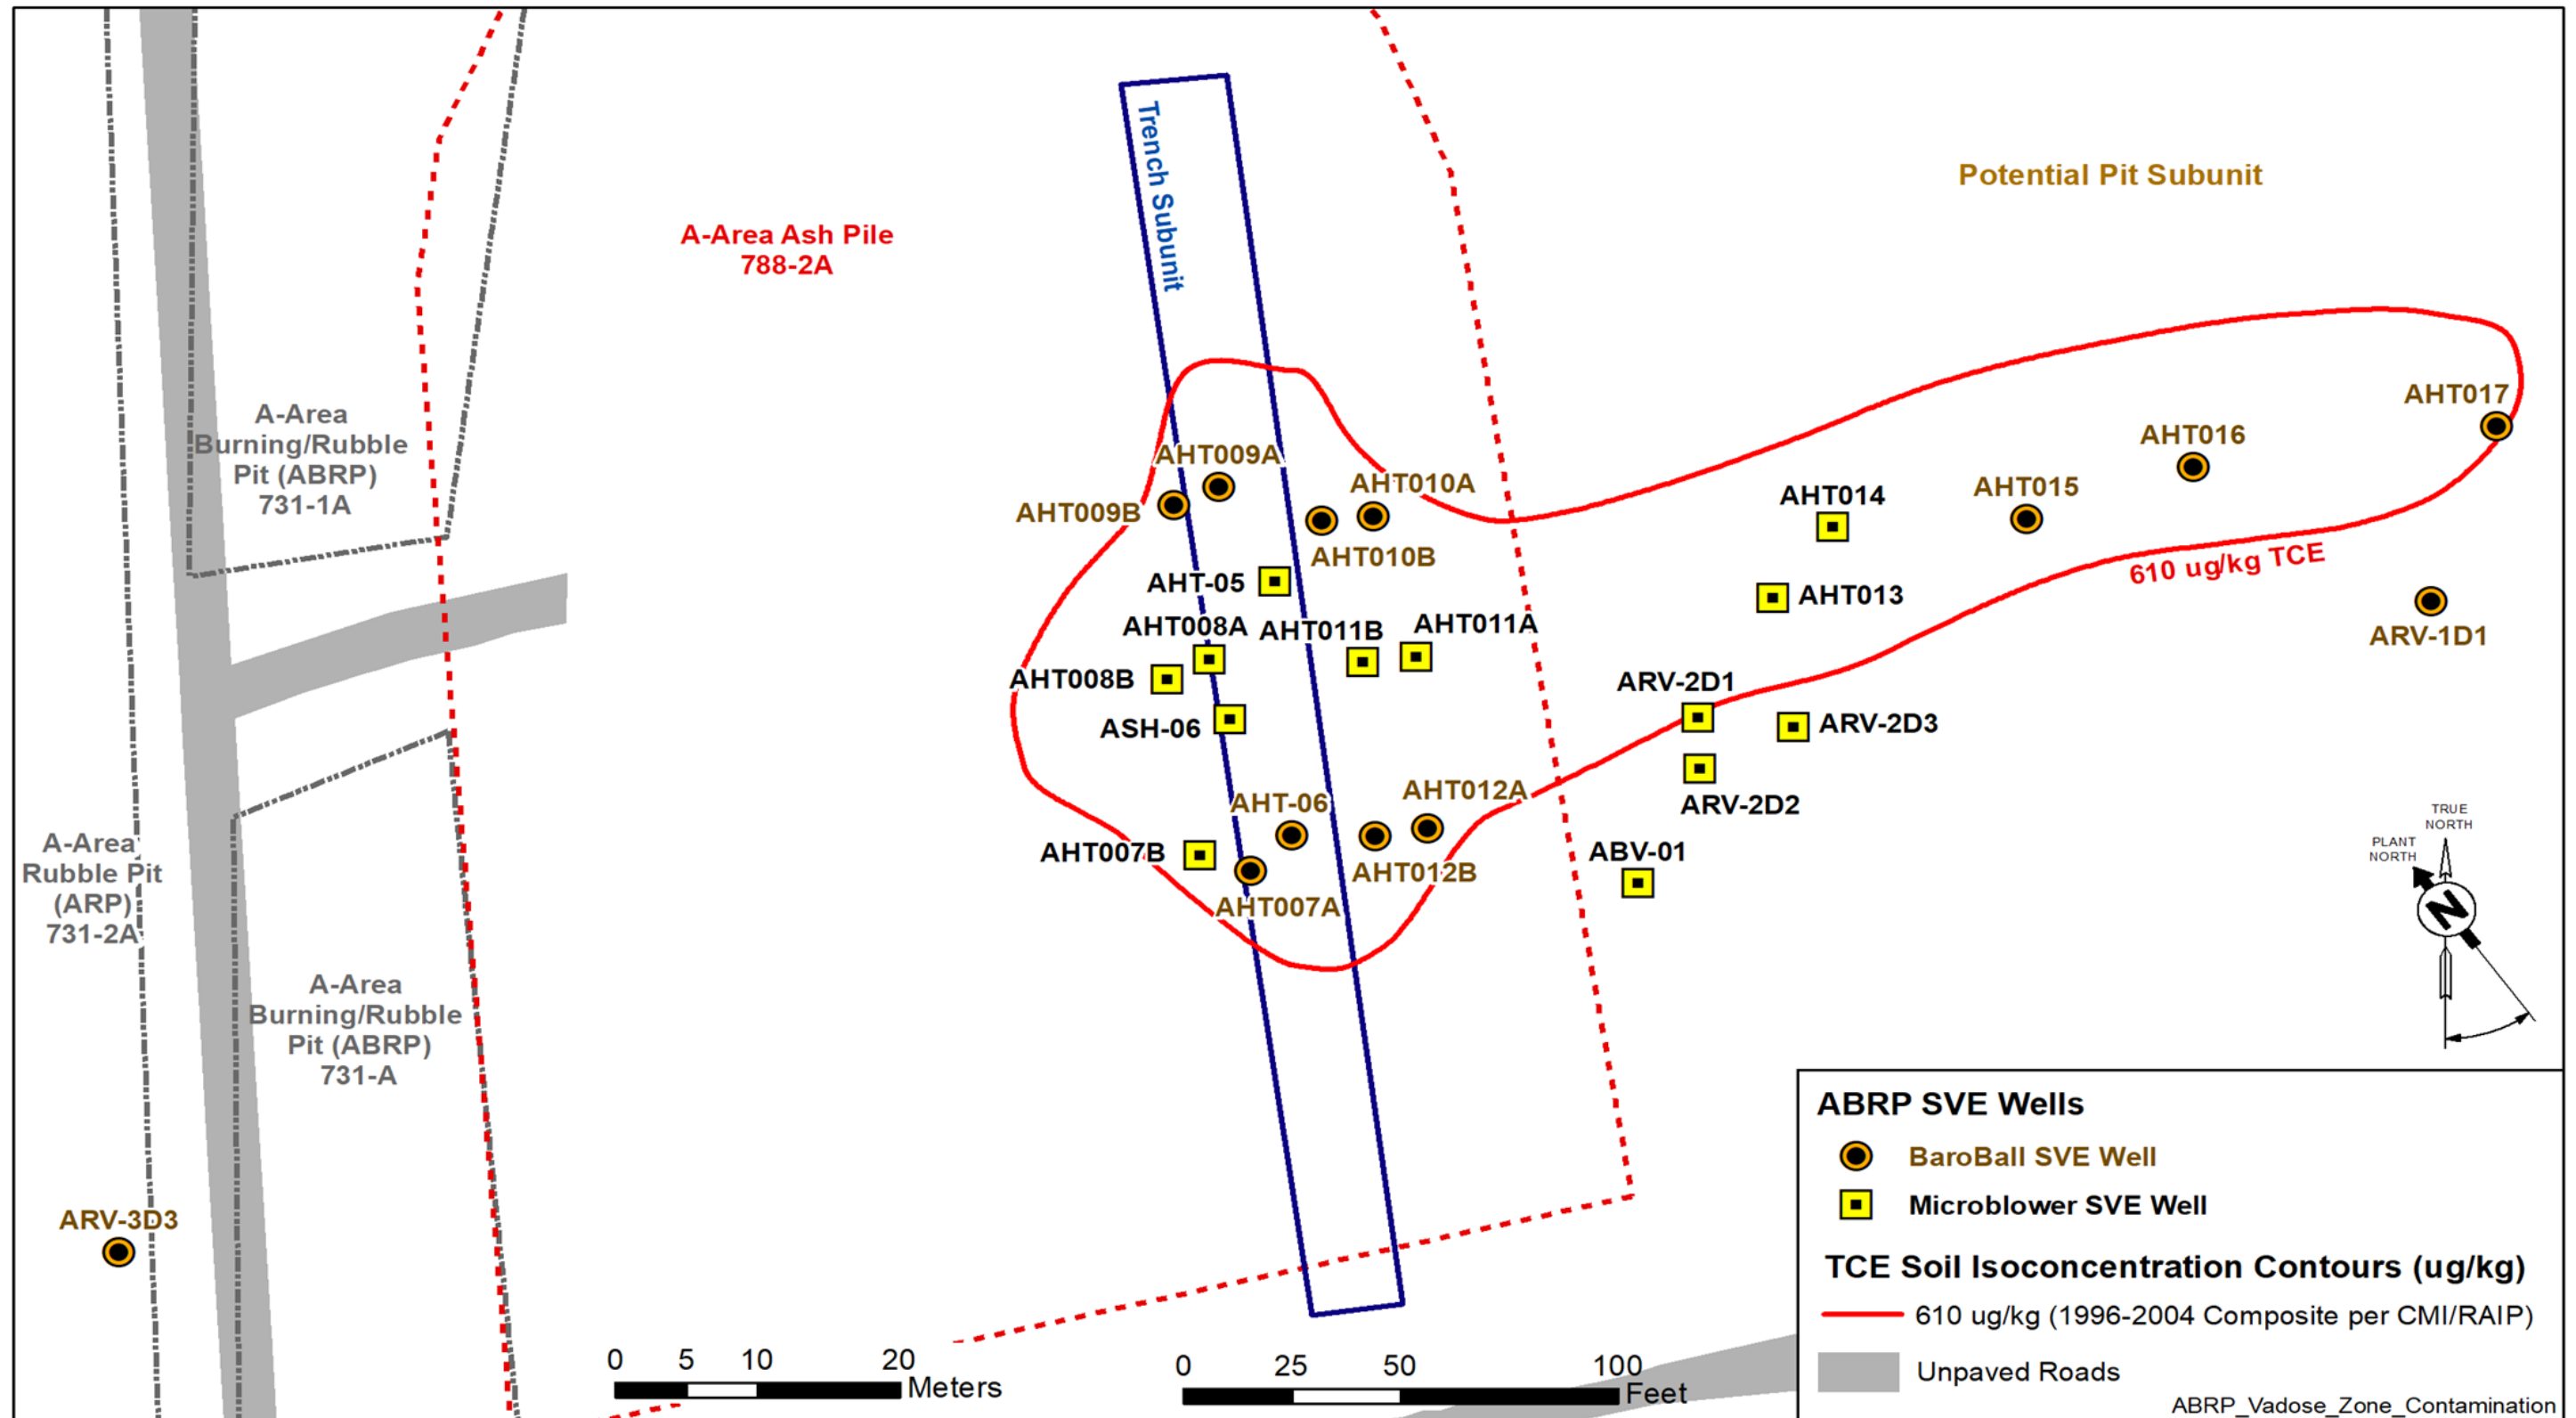 Trench Subunit
Potential Pit Subunit
A-Area Ash Pile
788-2A
A-Area
Burning/Rubble
Pit (ABRP)
731-1A
AHT017
AHT016
AHT015
AHT009A
AHT009B
AHT010A
AHT010B
AHT014
610 ug/kg TCE
AHT-05
AHT013
AHT008A
AHT011B
AHT011A
ARV-1D1
AHT008B
ARV-2D1
ASH-06
ARV-2D3
AHT-06
AHT012A
ARV-2D2
AHT007B
AHT012B
ABV-01
AHT007A
TRUE
NORTH
PLANT
NORTH
N
A-Area
Rubble Pit
(ARP)
731-2A
A-Area
Burning/Rubble
Pit (ABRP)
731-A
ARV-3D3
0 5 10 20
Meters
0 25 50 100
Feet
ABRP SVE Wells
BaroBall SVE Well
Microblower SVE Well
TCE Soil Isoconcentration Contours (ug/kg)
610 ug/kg (1996-2004 Composite per CMI/RAIP)
Unpaved Roads
ABRP_Vadose_Zone_Contamination